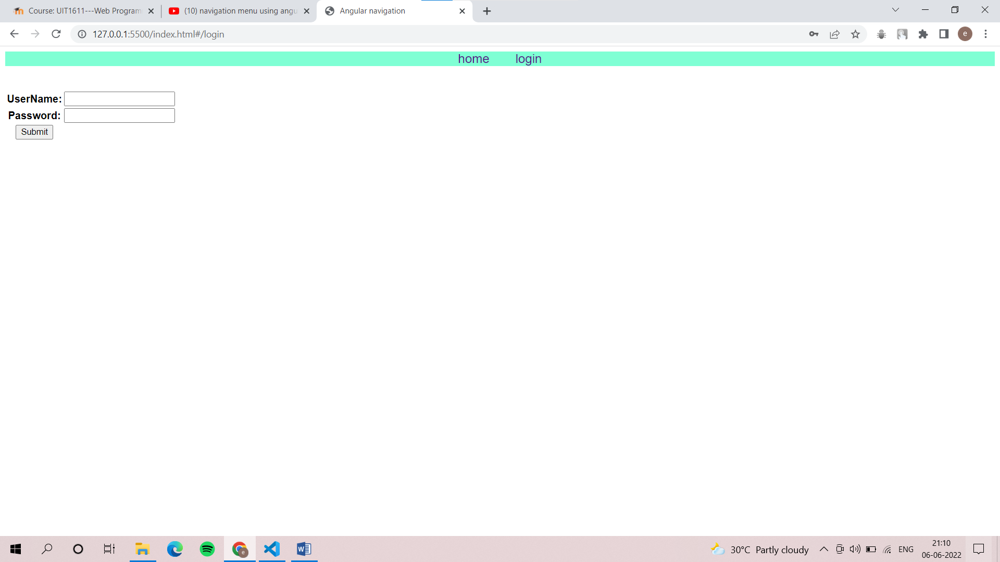 Course: UIT1611---Web Program
(10) navigation menu using angu
Angular navigation
127.0.0.1:5500/index.html#/login
e
home login
UserName:
Password:
Submit
e
30°C Partly cloudy
ENG
21:10
06-06-2022